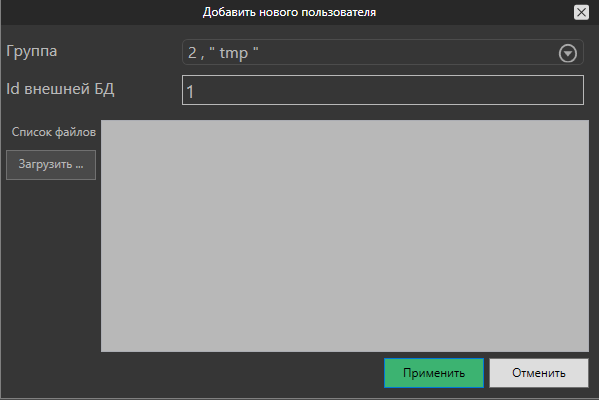 Добавить нового пользователя
Группа
2 , " tmp "
Id внешней БД
1
Список файлов
Загрузить ...
Применить
Отменить